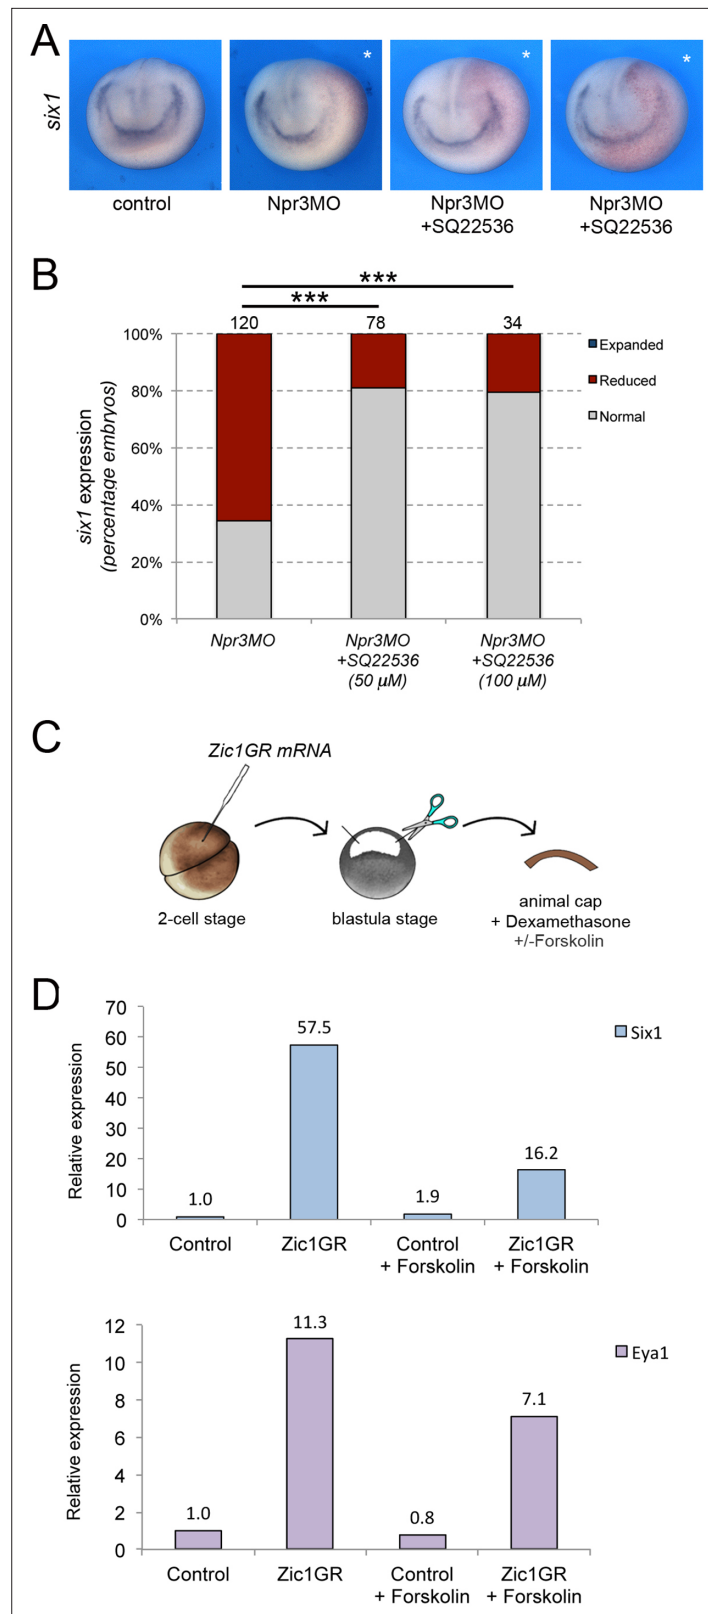 A
six1
*
*
*
control
Npr3MO
Npr3MO
+SQ22536
Npr3MO
+SQ22536
B
***
***
120
78
34
100%
80%
60%
40%
20%
0%
six1 expression
(percentage embryos)
Expanded
Reduced
Normal
Npr3MO
Npr3MO
+SQ22536
(50 μM)
Npr3MO
+SQ22536
(100 μM)
C
Zic1GR mRNA
2-cell stage
blastula stage
animal cap
+ Dexamethasone
+/-Forskolin
D
Relative expression
70
60
50
40
30
20
10
0
1.0
57.5
1.9
16.2
Six1
Control
Zic1GR
Control
+ Forskolin
Zic1GR
+ Forskolin
Relative expression
12
10
8
6
4
2
0
1.0
11.3
0.8
7.1
Eya1
Control
Zic1GR
Control
+ Forskolin
Zic1GR
+ Forskolin